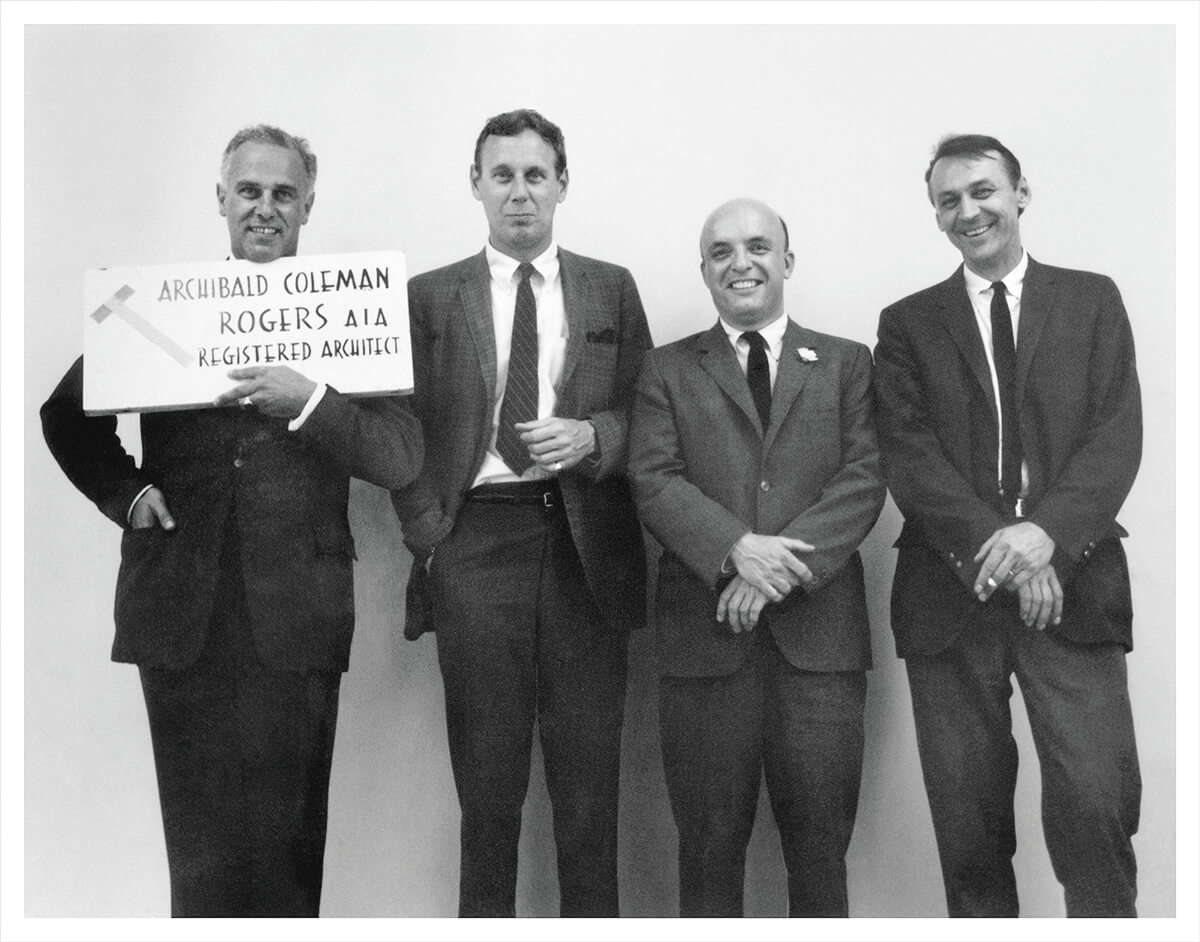 ARCHIBALD COLEMAN
ROGERS AIA
REGISTERED ARCHITECT